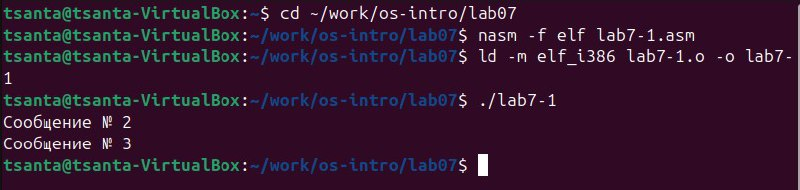 tsanta@tsanta-VirtualBox:~$ cd ~/work/os-intro/lab07
tsanta@tsanta-VirtualBox:~/work/os-intro/lab07$ nasm -f elf lab7-1.asm
tsanta@tsanta-VirtualBox:~/work/os-intro/lab07$ ld -m elf_i386 lab7-1.o -o lab7-
1
tsanta@tsanta-VirtualBox:~/work/os-intro/lab07$ ./lab7-1
Сообщение № 2
Сообщение № 3
tsanta@tsanta-VirtualBox:~/work/os-intro/lab07$